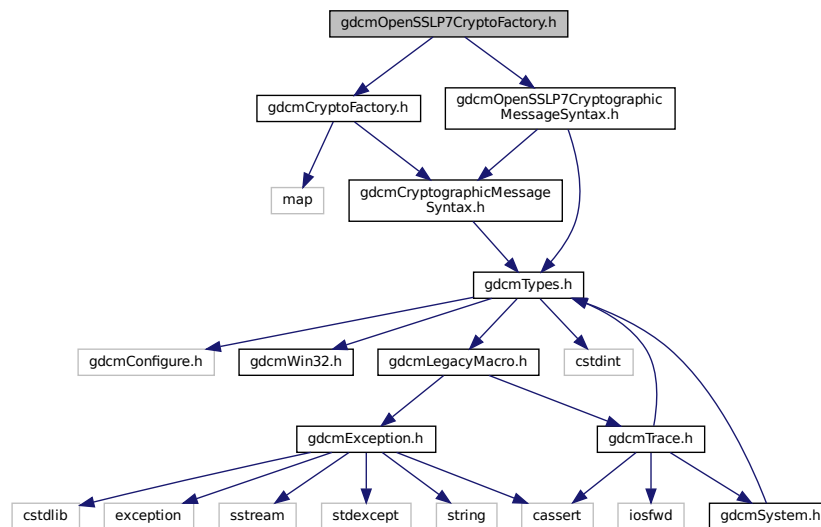 gdcmOpenSSLP7CryptoFactory.h
gdcmCryptoFactory.h
gdcmOpenSSLP7Cryptographic
MessageSyntax.h
map
gdcmCryptographicMessage
Syntax.h
gdcmTypes.h
gdcmConfigure.h
gdcmWin32.h
gdcmLegacyMacro.h
cstdint
gdcmException.h
gdcmTrace.h
cstdlib
exception
sstream
stdexcept
string
cassert
iosfwd
gdcmSystem.h